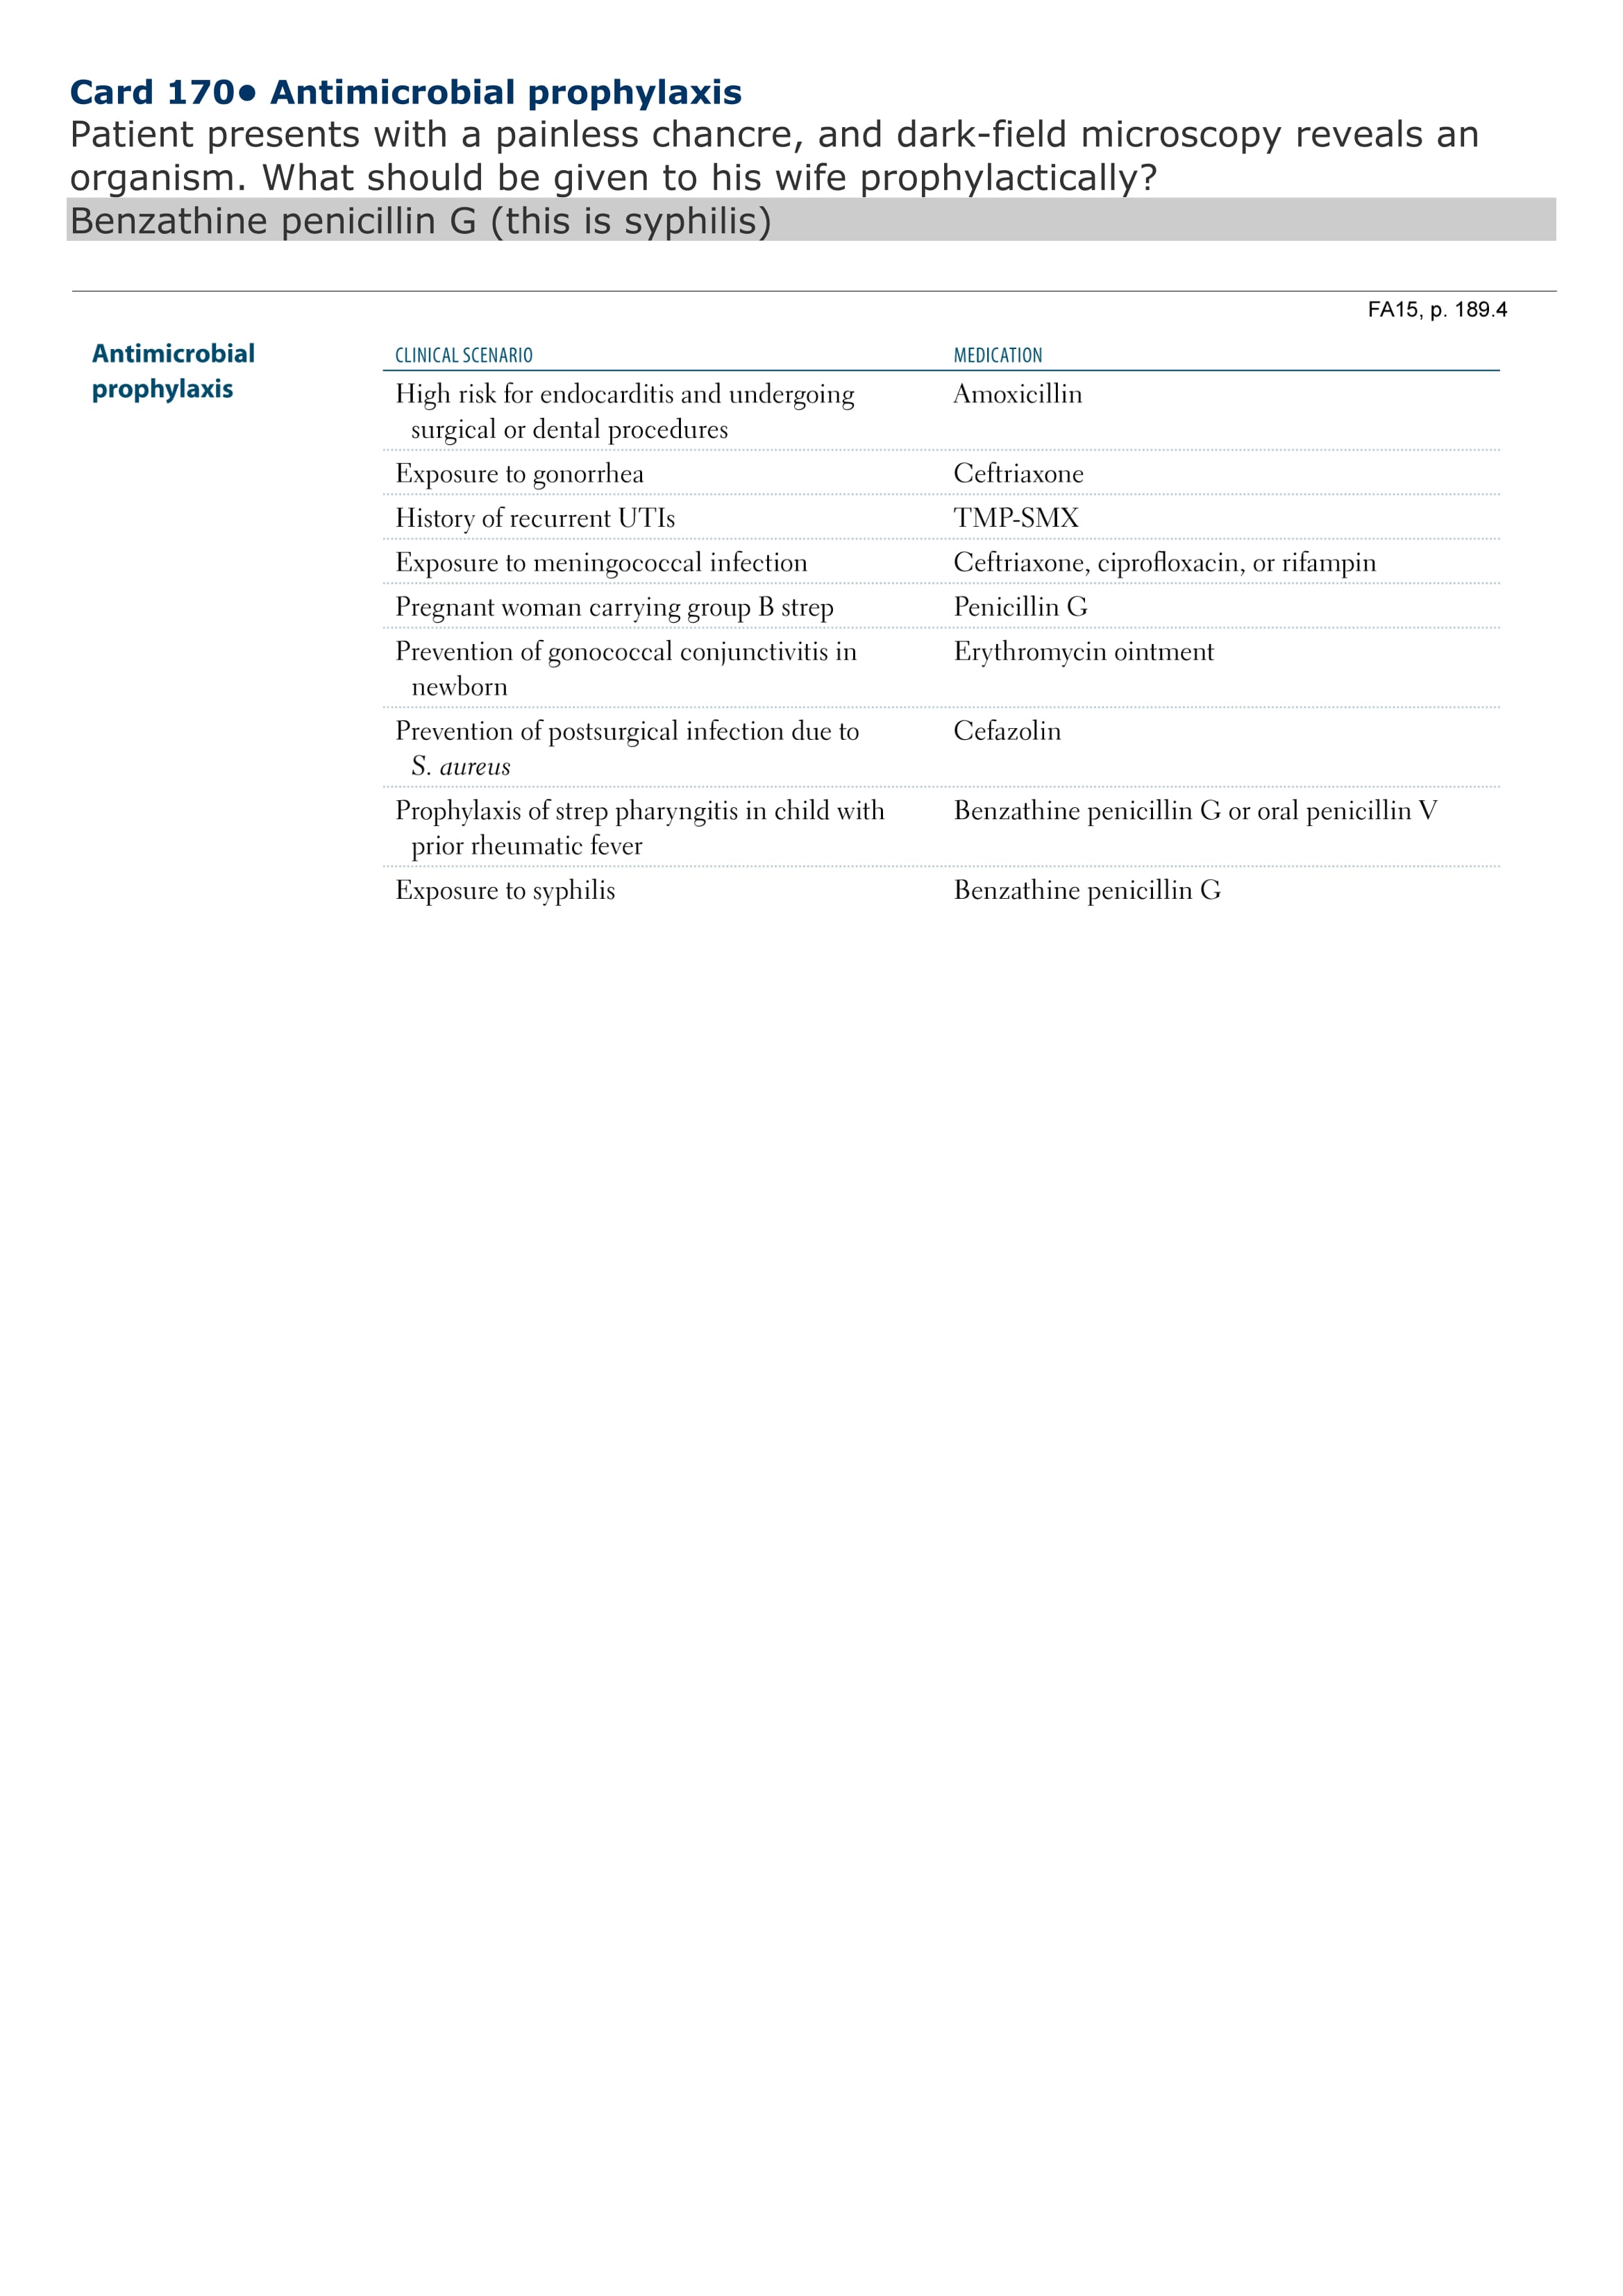 Card 170• Antimicrobial prophylaxis
Patient presents with a painless chancre, and dark-field microscopy reveals an
organism. What should be given to his wife prophylactically?
Benzathine penicillin G (this is syphilis)
FA15, p. 189.4
Antimicrobial
prophylaxis
CLINICAL SCENARIO MEDICATION
High risk for endocarditis and undergoing Amoxicillin
surgical or dental procedures
Exposure to gonorrhea Ceftriaxone
History of recurrent UTIs TMP-SMX
Exposure to meningococcal infection Ceftriaxone, ciprofloxacin, or rifampin
Pregnant woman carrying group B strep Penicillin G
Prevention of gonococcal conjunctivitis in Erythromycin ointment
newborn
Prevention of postsurgical infection due to Cefazolin
S. aureus
Prophylaxis of strep pharyngitis in child with Benzathine penicillin G or oral penicillin V
prior rheumatic fever
Exposure to syphilis Benzathine penicillin G